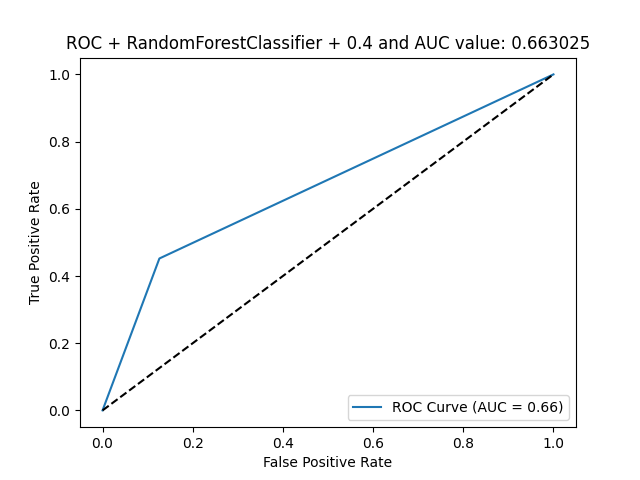 ROC + RandomForestClassifier + 0.4 and AUC value: 0.663025
1.0
0.8
0.6
0.4
0.2
0.0
True Positive Rate
ROC Curve (AUC = 0.66)
0.0 0.2 0.4 0.6 0.8 1.0
False Positive Rate